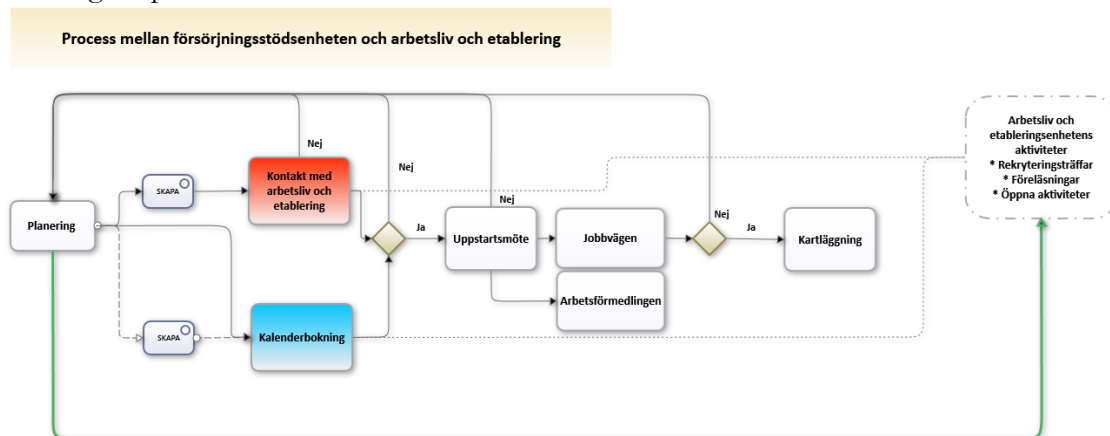 Process mellan försörjningsstödsenheten och arbetsliv och etablering
Nej
Nej
Nej
Nej
Arbetsliv och
etableringsenhetens
aktiviteter
* Rekryteringsträffar
* Föreläsningar
* Öppna aktiviteter
SKAPA
Kontakt med
arbetsliv och
etablering
Planering
Ja
Uppstartsmöte
Jobbvägen
Ja
Kartläggning
Arbetsförmedlingen
SKAPA
Kalenderbokning